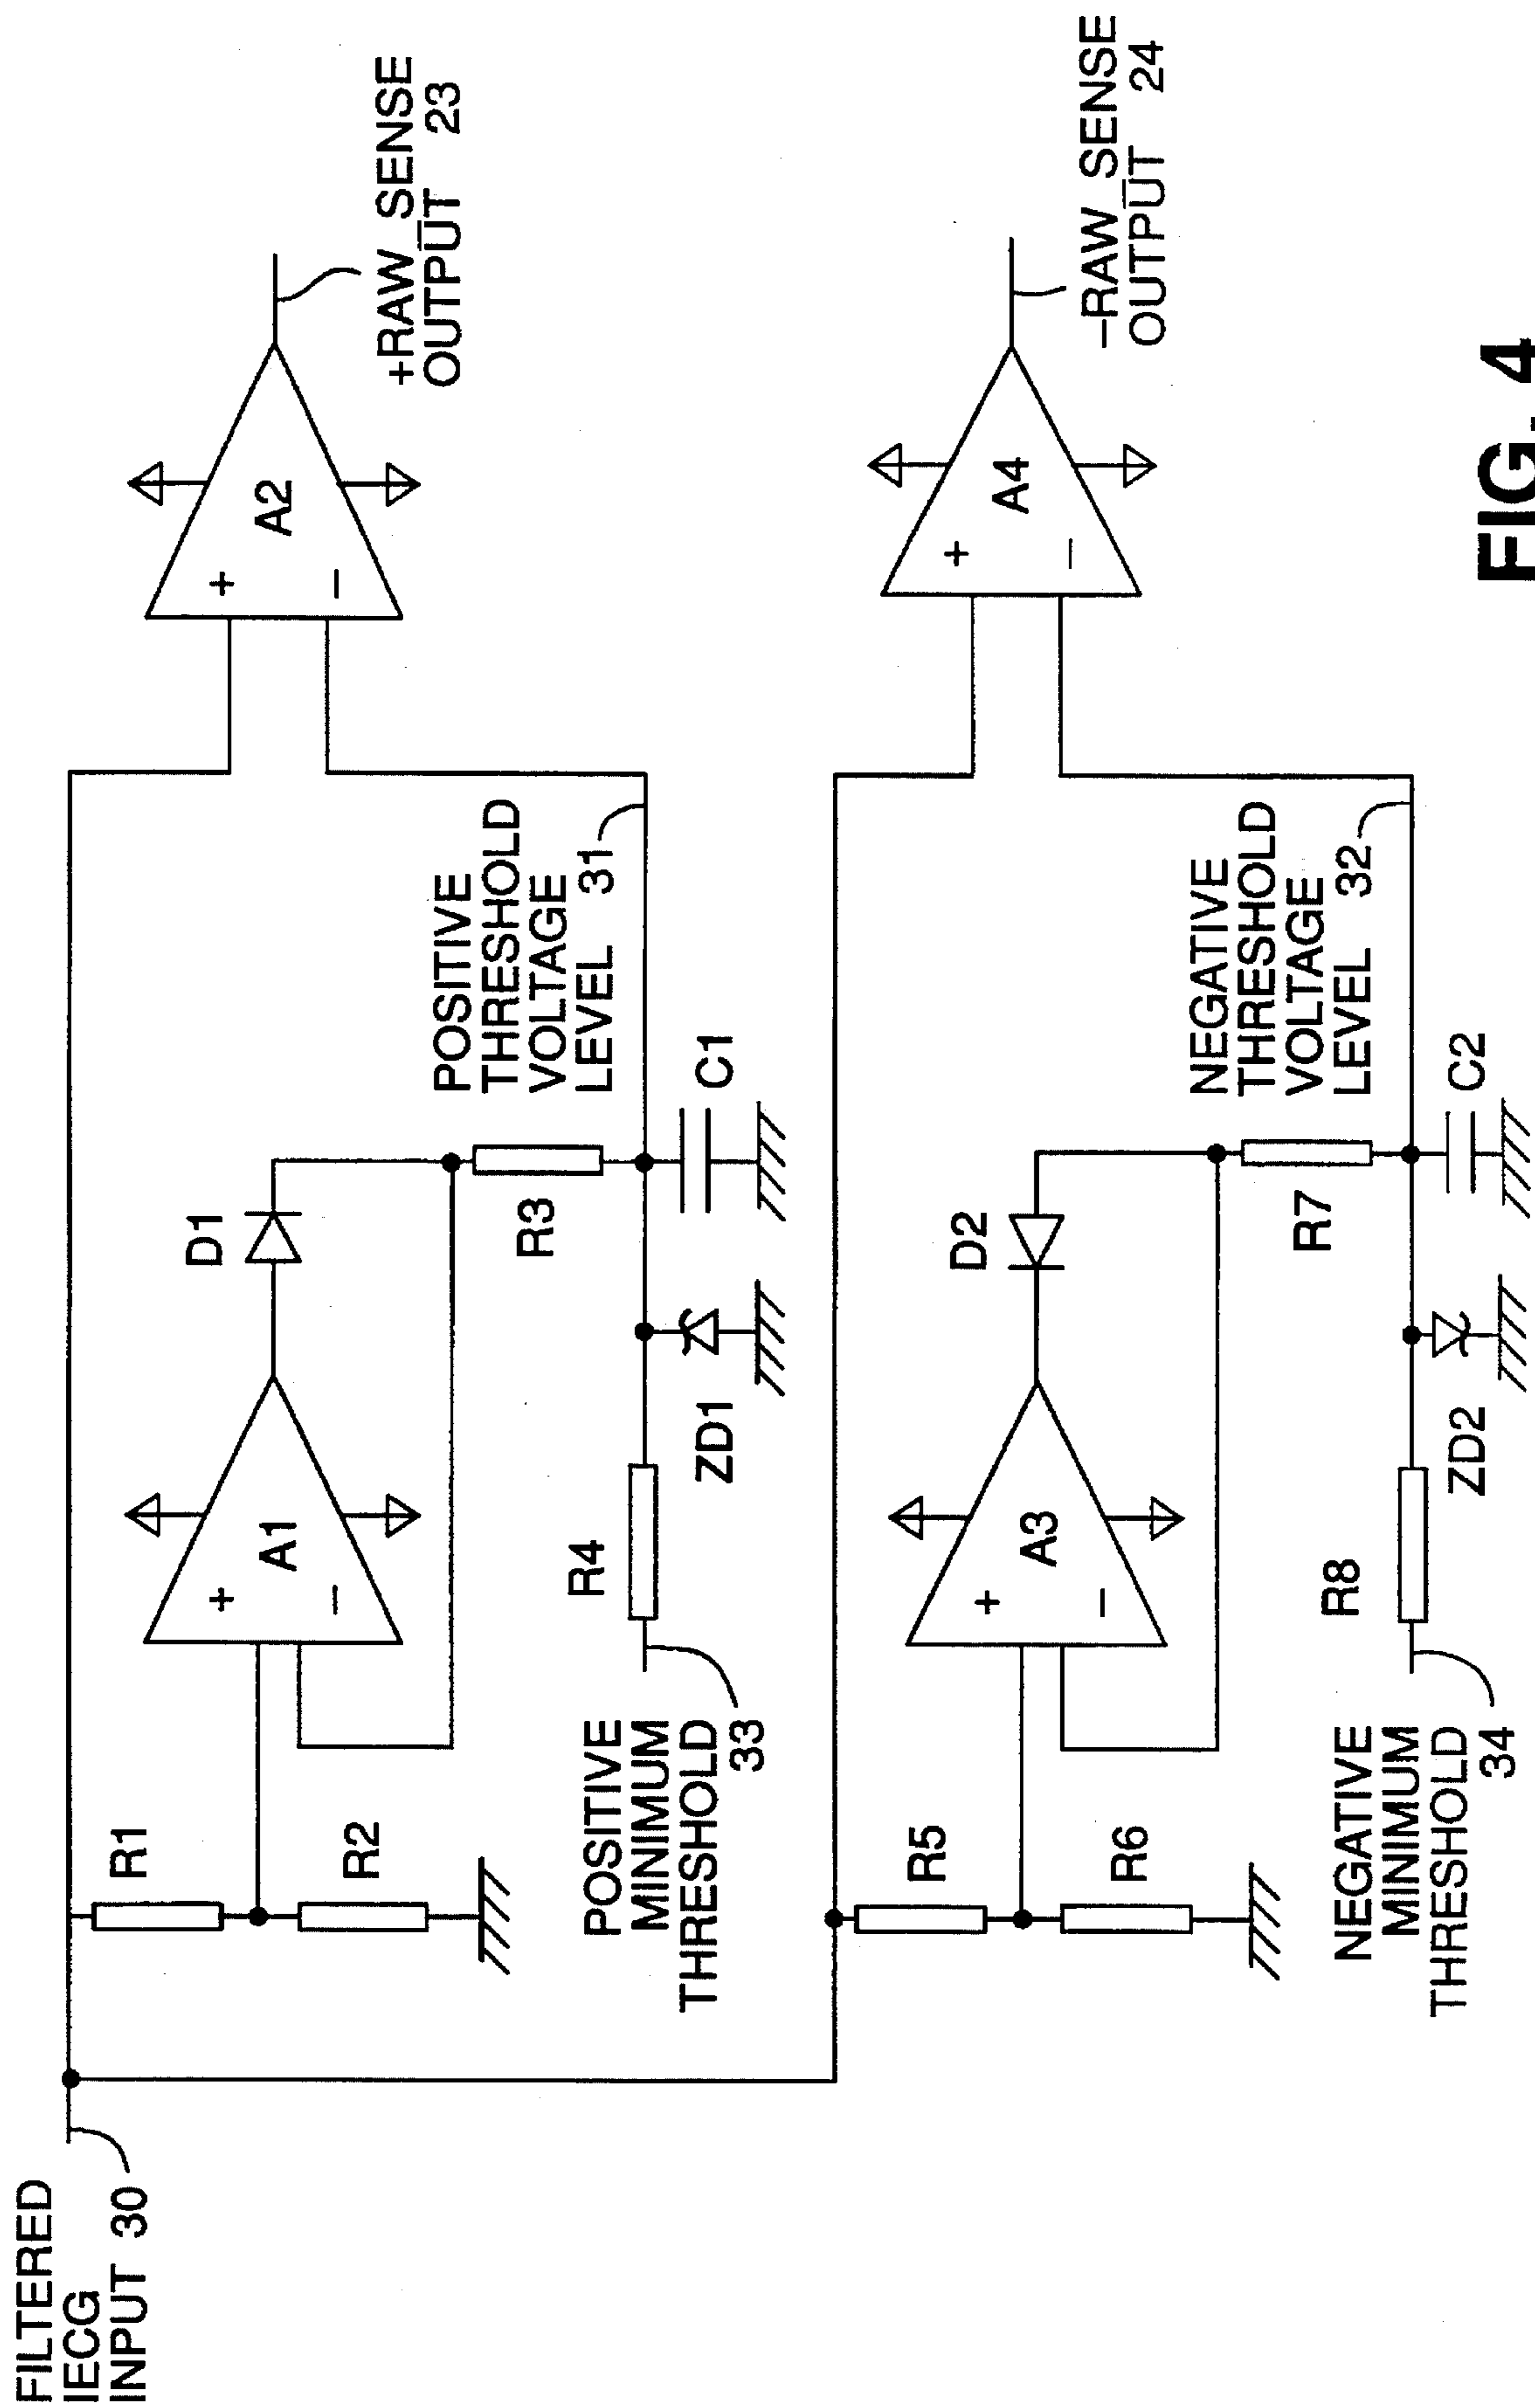 FILTERED
IECG
INPUT 30
R1
R2
+
−
A1
D1
R3
POSITIVE
THRESHOLD
VOLTAGE
LEVEL 31
C1
ZD1
R4
POSITIVE
MINIMUM
THRESHOLD
33
+
−
A2
+RAW_SENSE
OUTPUT 23
R5
R6
+
−
A3
D2
R7
NEGATIVE
THRESHOLD
VOLTAGE
LEVEL 32
C2
ZD2
R8
NEGATIVE
MINIMUM
THRESHOLD
34
+
−
A4
−RAW_SENSE
OUTPUT 24
FIG. 4